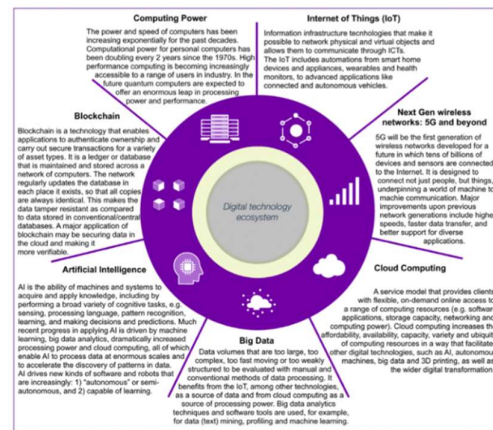 Computing Power
The power and speed of computers has been
increasing exponentially for the past decades.
Computational power for personal computers has
been doubling every 2 years since the 1970s. High
performance computing is becoming increasingly
accessible to a range of users in industry. In the
future quantum computers are expected to
offer an enormous leap in processing
power and performance.
Internet of Things (IoT)
Information infrastructure technologies that make it
possible to network physical and virtual objects and
allows them to communicate through ICTs.
The IoT includes automations from smart home
devices and appliances, wearables and health
monitors, to advanced applications like
connected and autonomous vehicles.
Blockchain
Blockchain is a technology that enables
applications to authenticate ownership and
carry out secure transactions for a variety
of asset types. It is a ledger or database
that is maintained and stored across a
network of computers. The network
regularly updates the database in
each place it exists, so that all copies
are always identical. This makes the
data tamper resistant as compared
to data stored in conventional/central
databases. A major application of
blockchain may be securing data in
the cloud and making it
more verifiable.
Next Gen wireless
networks: 5G and beyond
5G will be the first generation of
wireless networks developed for a
future in which tens of billions of
devices and sensors are connected
to the Internet. It is designed to
connect not just people, but things,
underpinning a world of machine to
machie communication. Major
improvements upon previous
network generations include higher
speeds, faster data transfer, and
better support for diverse
applications.
Digital technology
ecosystem
Artificial Intelligence
AI is the ability of machines and systems to
acquire and apply knowledge, including by
performing a broad variety of cognitive tasks, e.g.
sensing, processing language, pattern recognition,
learning, and making decisions and predictions. Much
recent progress in applying AI is driven by machine
learning, big data analytics, dramatically increased
processing power and cloud computing, all of which
enable AI to process data at enormous scales and
to accelerate the discovery of patterns in data.
AI drives new kinds of software and robots that
are increasingly: 1) "autonomous" or semi-
autonomous, and 2) capable of learning.
Cloud Computing
A service model that provides clients
with flexible, on-demand online access to
a range of computing resources (e.g. software
applications, storage capacity, networking and
computing power). Cloud computing increases the
affordability, availability, capacity, variety and ubiquity
of computing resources in a way that facilitates
other digital technologies, such as AI, autonomous
machines, big data and 3D printing, as well as
the wider digital transformation.
Big Data
Data volumes that are too large, too
complex, too fast moving or too weakly
structured to be evaluated with manual and
conventional methods of data processing. It
benefits from the IoT, among other technologies,
as a source of data and from cloud computing as a
source of processing power. Big data analytics
techniques and software tools are used, for example,
for data (text) mining, profiling and machine learning.